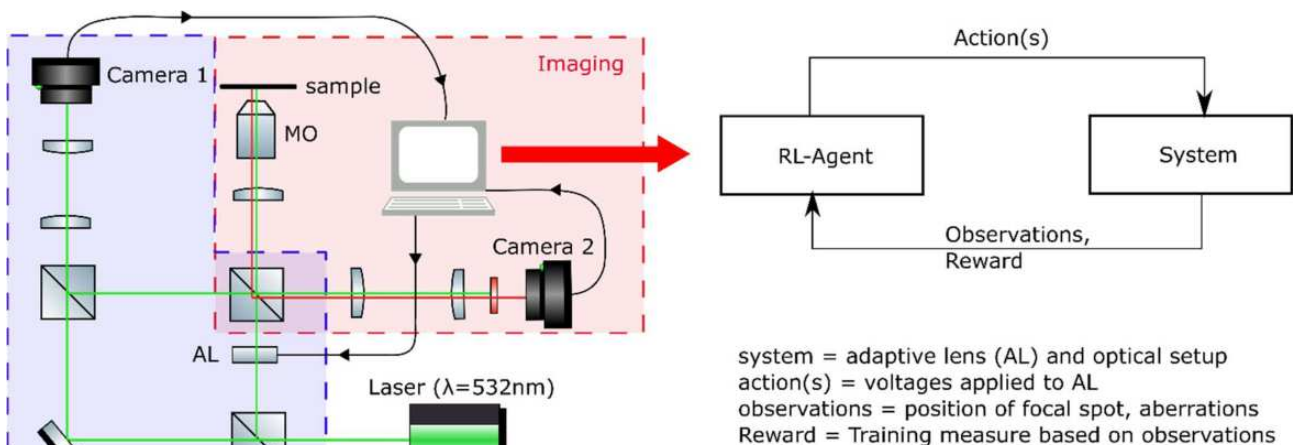 Camera 1
sample
MO
Imaging
Camera 2
AL
Laser (λ=532nm)
Action(s)
RL-Agent
System
Observations,
Reward
system = adaptive lens (AL) and optical setup
action(s) = voltages applied to AL
observations = position of focal spot, aberrations
Reward = Training measure based on observations